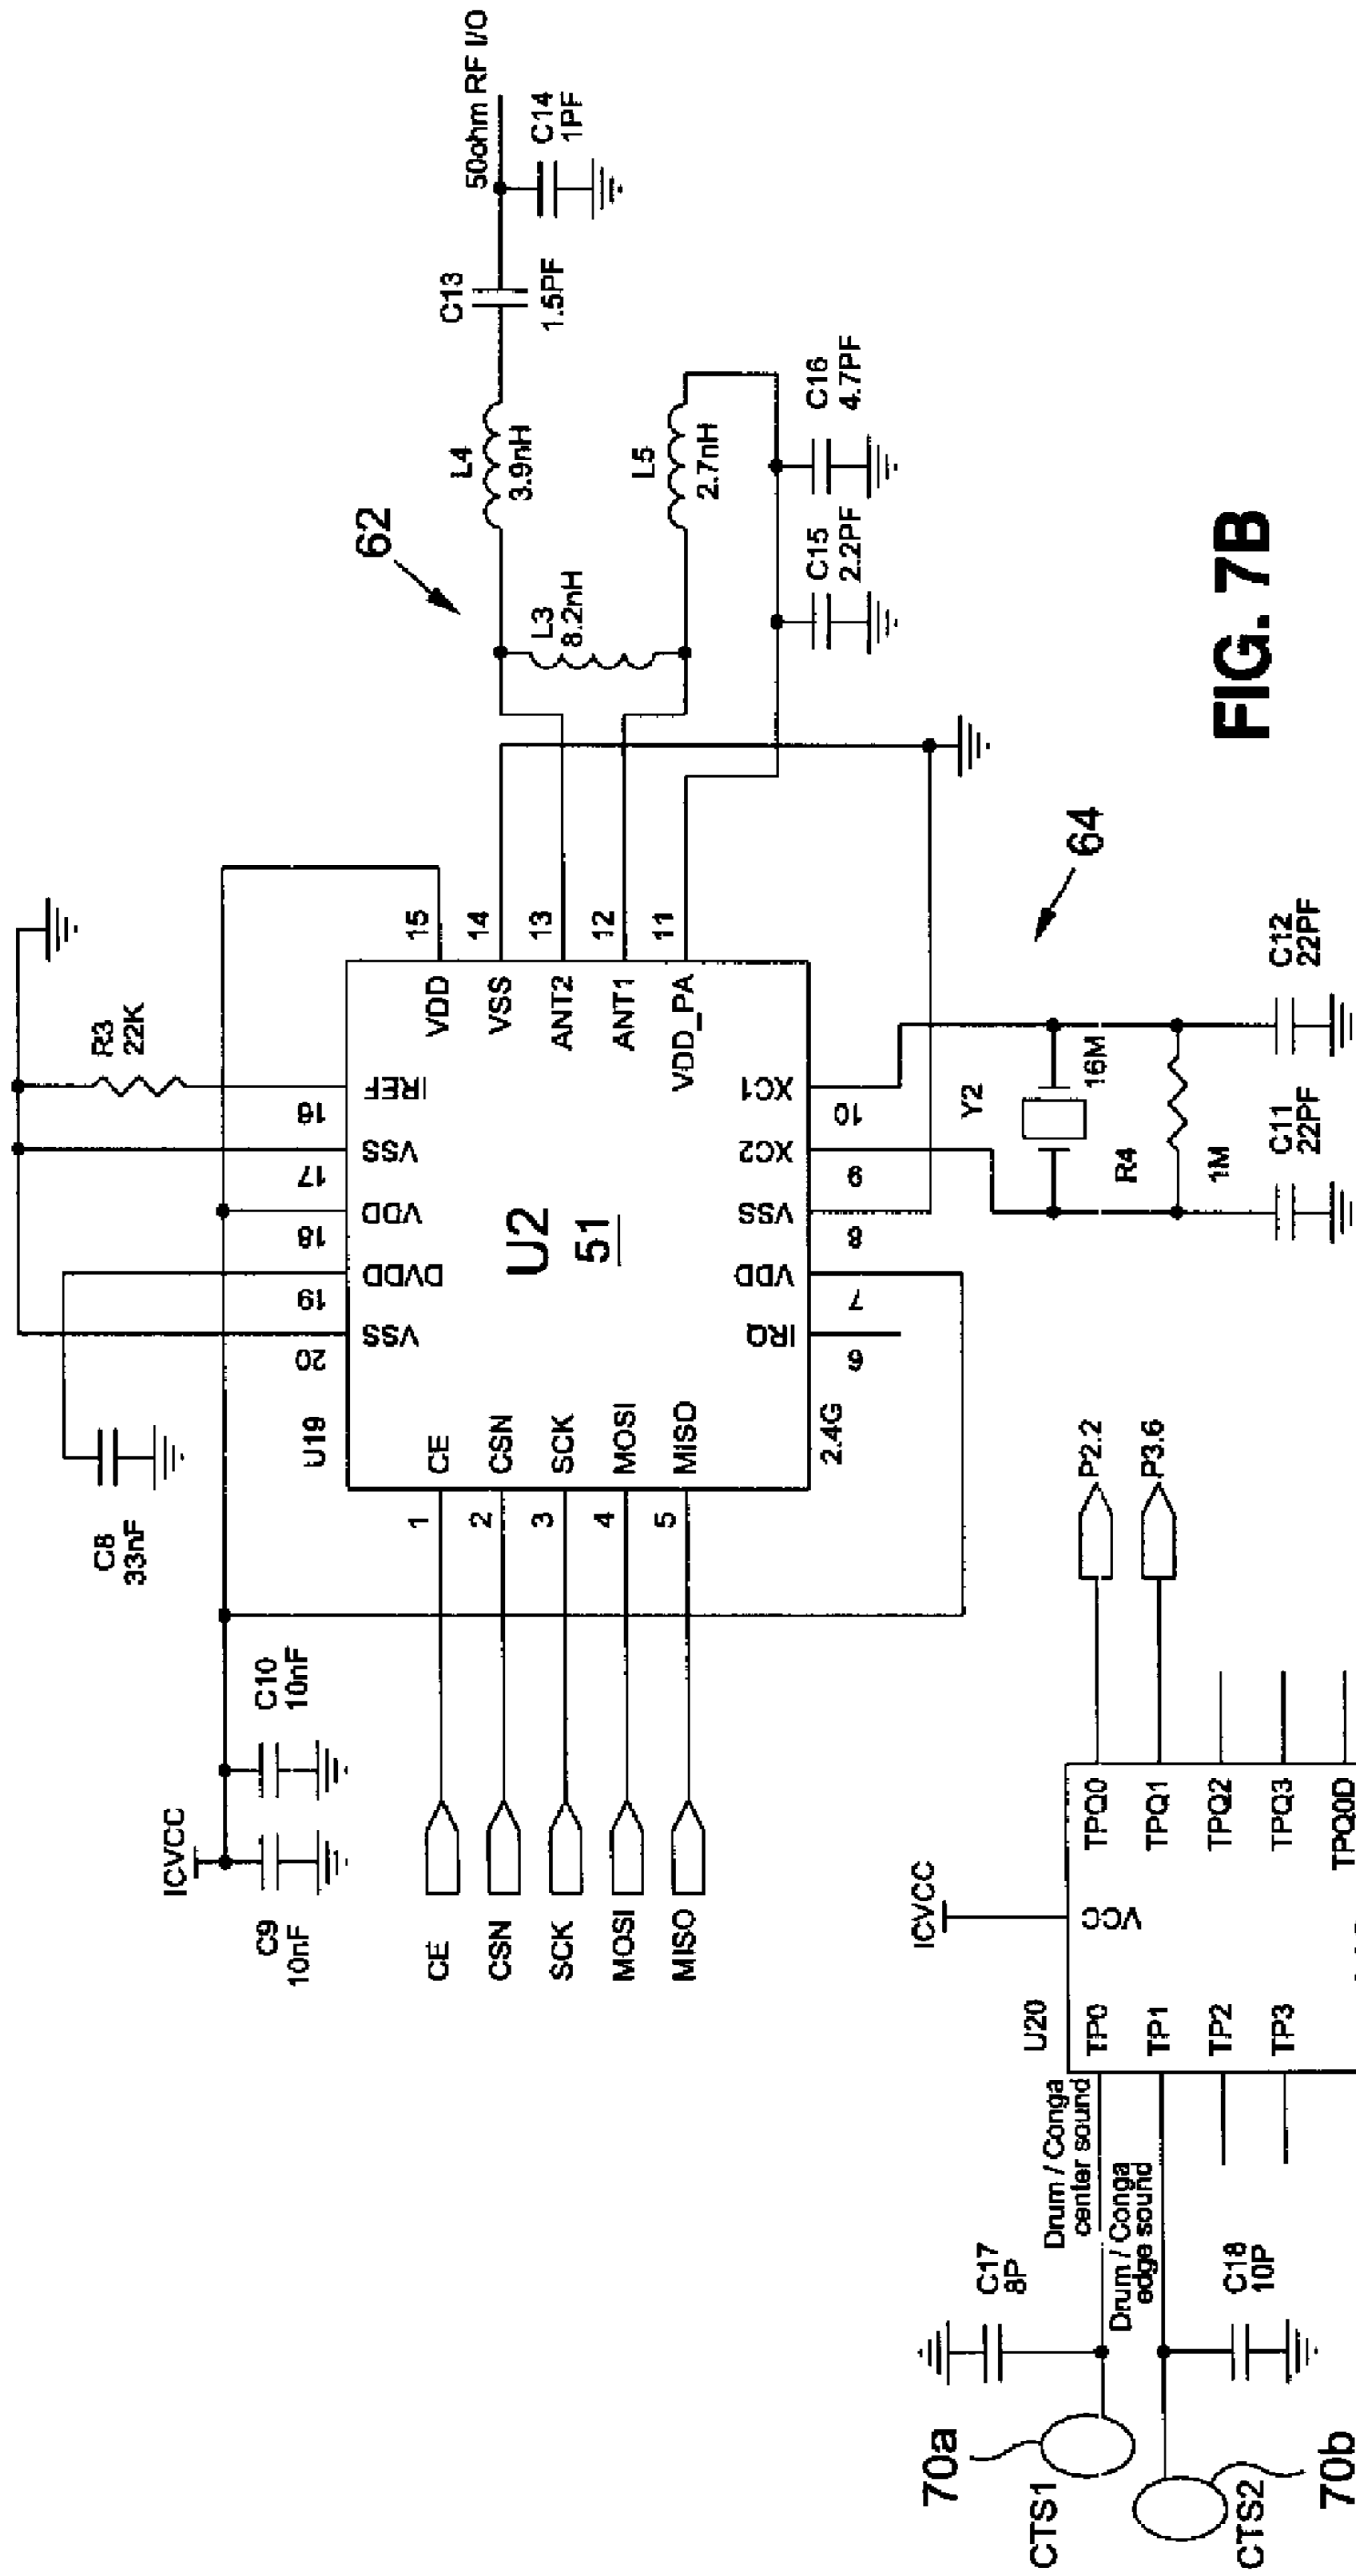 ICVCC
C9
10nF
C10
10nF
C8
33nF
R3
22K
U19
20
19
18
17
16
VSS
DVDD
VDD
VSS
IREF
CE
CSN
SCK
MOSI
MISO
1
2
3
4
5
CE
CSN
SCK
MOSI
MISO
U2
51
VDD
VSS
ANT2
ANT1
VDD_PA
15
14
13
12
11
IRQ
VDD
VSS
XC2
XC1
6
7
8
9
10
2.4G
62
L3
8.2nH
L4
3.9nH
C13
1.5PF
50ohm RF I/O
C14
1PF
L5
2.7nH
C15
2.2PF
C16
4.7PF
64
Y2
16M
R4
1M
C11
22PF
C12
22PF
70a
CTS1
C17
8P
Drum / Conga
center sound
Drum / Conga
edge sound
70b
CTS2
C18
10P
ICVCC
U20
VCC
TP0
TP1
TP2
TP3
TPQ0
TPQ1
TPQ2
TPQ3
TPQ0D
P2.2
P3.6
FIG. 7B